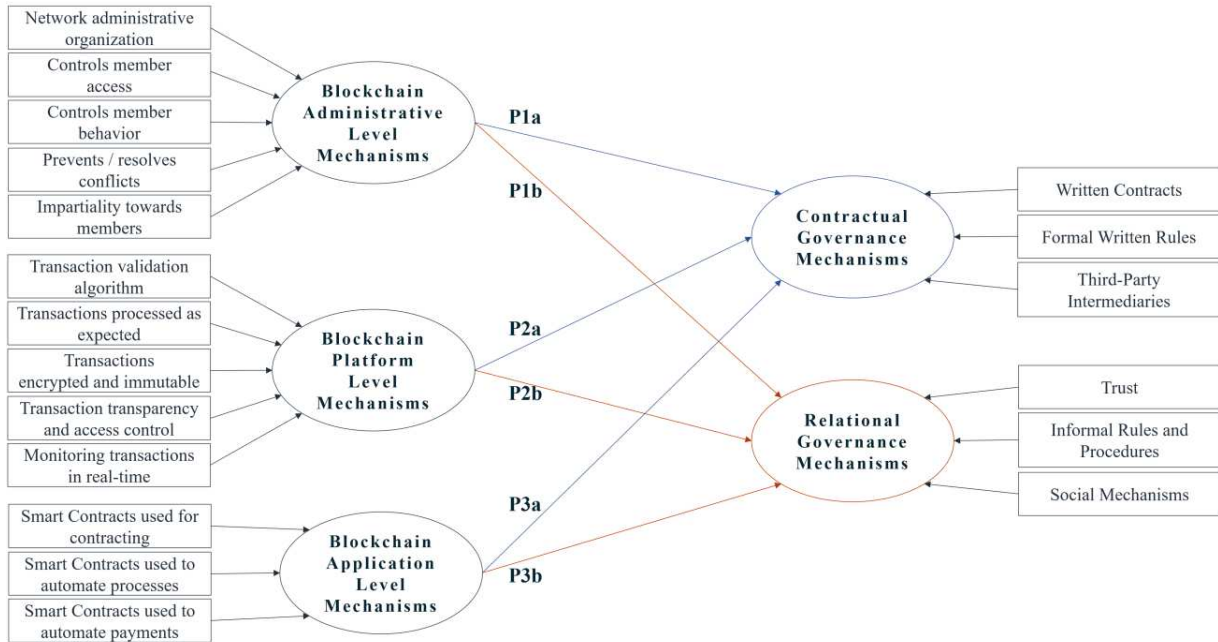 Network administrative
organization
Controls member
access
Controls member
behavior
Prevents / resolves
conflicts
Impartiality towards
members
Blockchain
Administrative
Level
Mechanisms
Transaction validation
algorithm
Transactions processed as
expected
Transactions
encrypted and immutable
Transaction transparency
and access control
Monitoring transactions
in real-time
Blockchain
Platform
Level
Mechanisms
Smart Contracts used for
contracting
Smart Contracts used to
automate processes
Smart Contracts used to
automate payments
Blockchain
Application
Level
Mechanisms
P1a
P1b
P2a
P2b
P3a
P3b
Contractual
Governance
Mechanisms
Written Contracts
Formal Written Rules
Third-Party
Intermediaries
Relational
Governance
Mechanisms
Trust
Informal Rules and
Procedures
Social Mechanisms